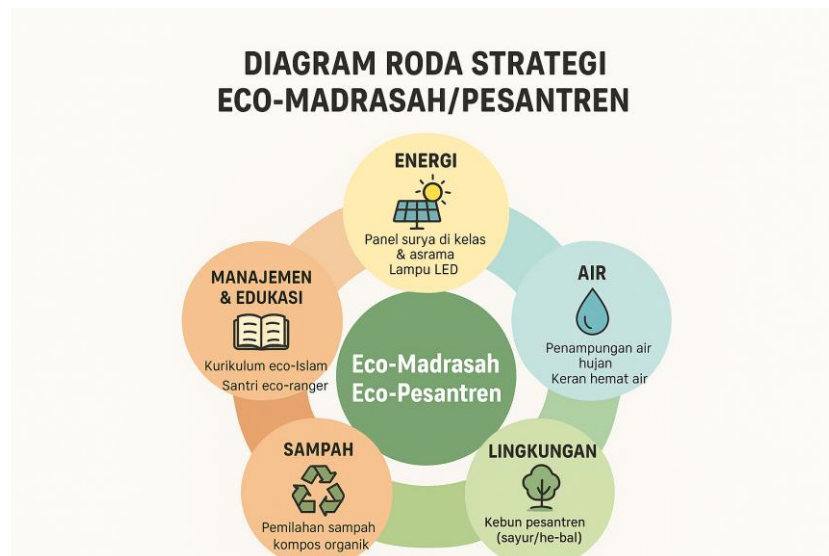 DIAGRAM RODA STRATEGI
ECO-MADRASAH/PESANTREN
ENERGI
Panel surya di kelas
& asrama
Lampu LED
AIR
Penampungan air
hujan
Keran hemat air
LINGKUNGAN
Kebun pesantren
(sayur/he-bal)
SAMPAH
Pemilahan sampah
kompos organik
MANAJEMEN
& EDUKASI
Kurikulum eco-Islam
Santri eco-ranger
Eco-Madrasah
Eco-Pesantren